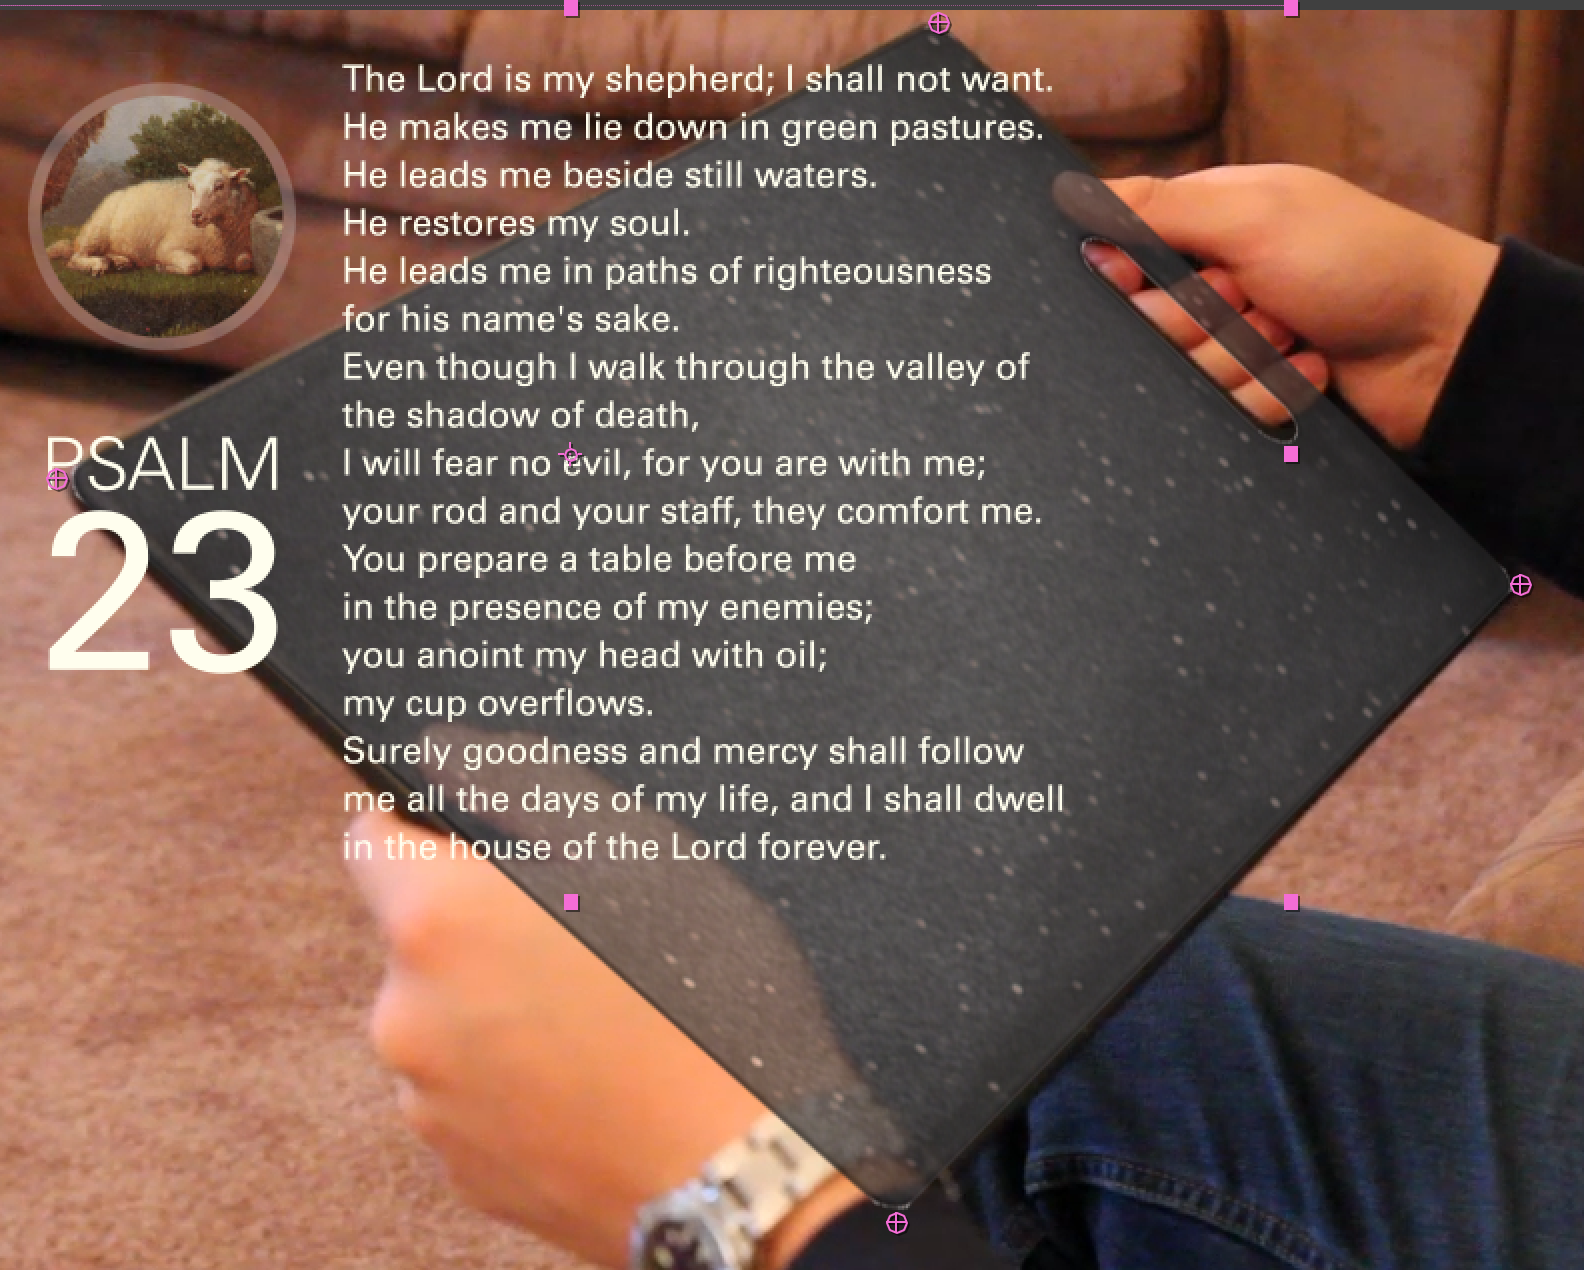 The Lord is my shepherd; I shall not want.
He makes me lie down in green pastures.
He leads me beside still waters.
He restores my soul.
He leads me in paths of righteousness
for his name's sake.
Even though I walk through the valley of
the shadow of death,
I will fear no evil, for you are with me;
your rod and your staff, they comfort me.
You prepare a table before me
in the presence of my enemies;
you anoint my head with oil;
my cup overflows.
Surely goodness and mercy shall follow
me all the days of my life, and I shall dwell
in the house of the Lord forever.
PSALM
23